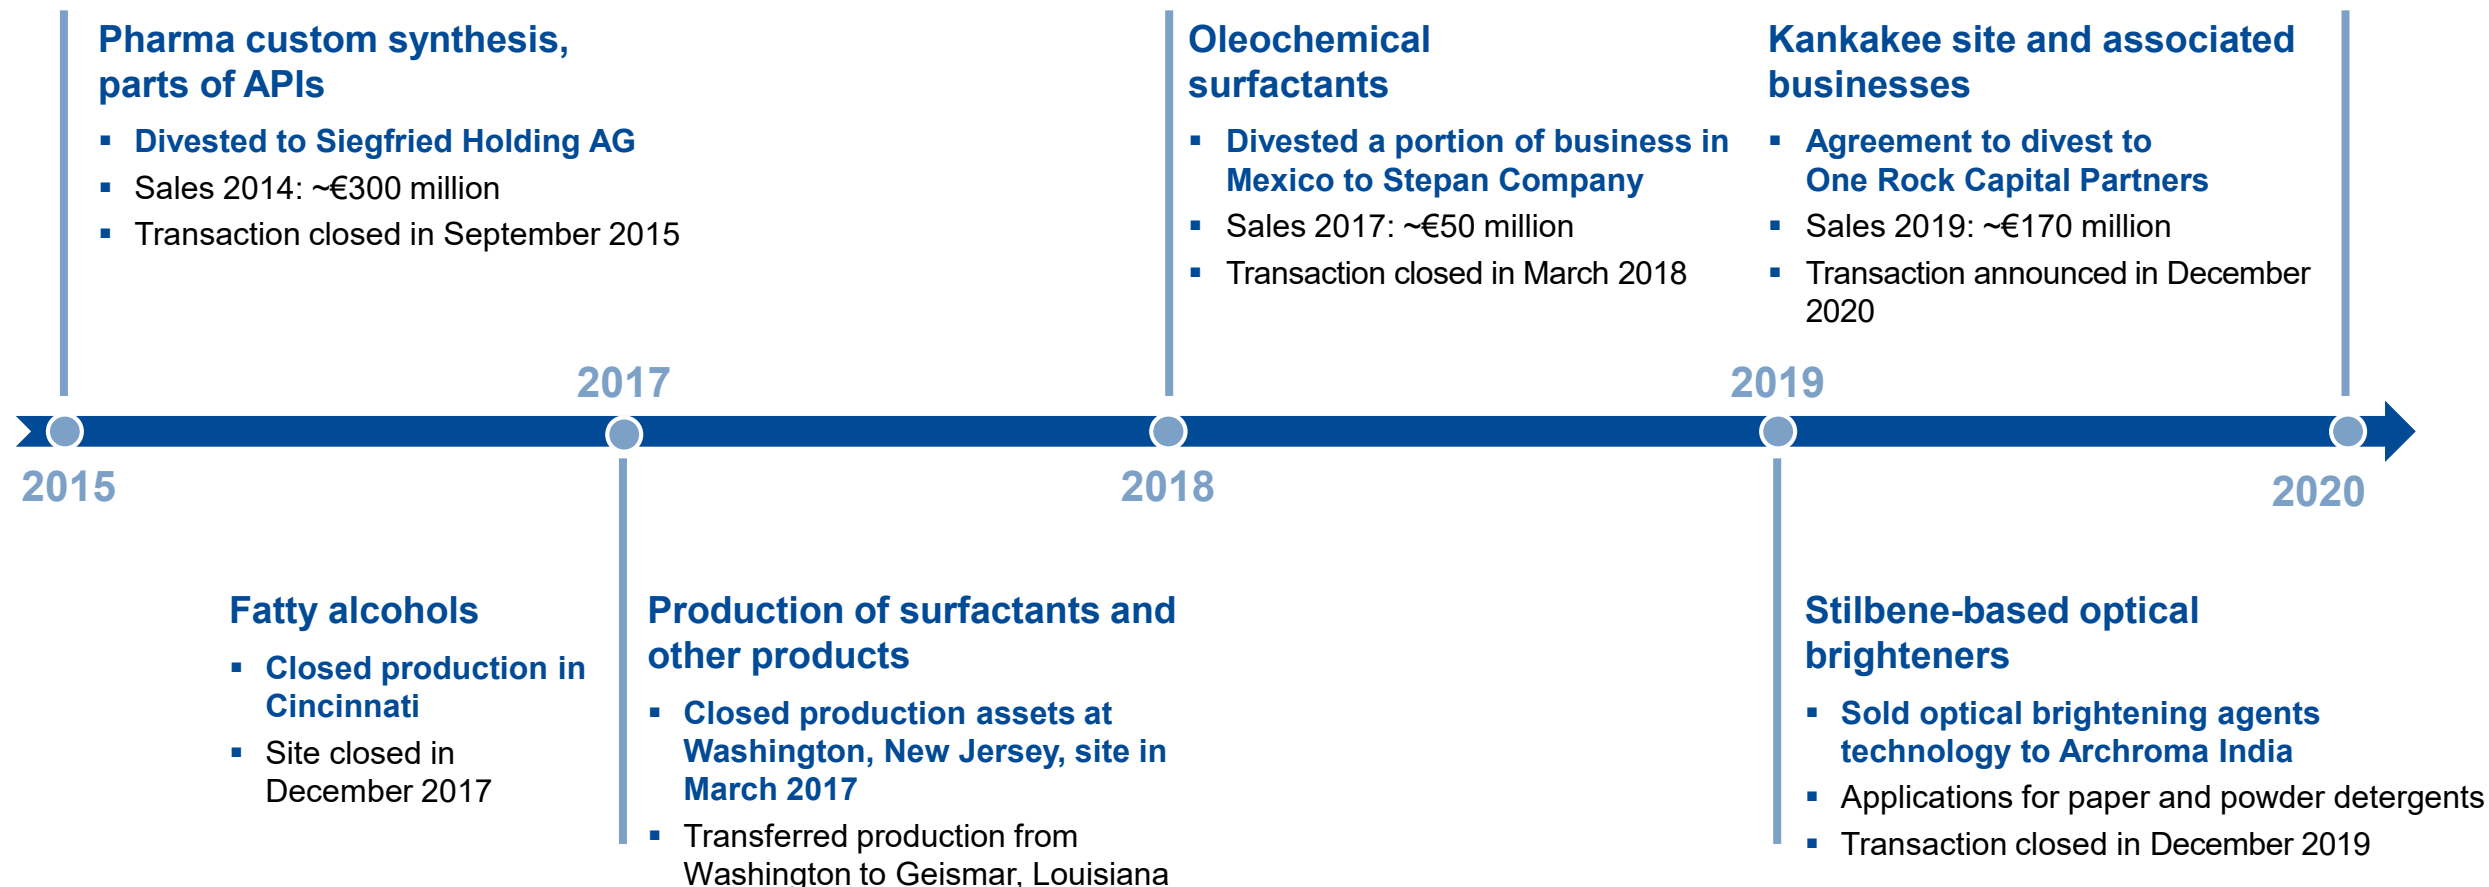 Pharma custom synthesis,
parts of APIs
▪ Divested to Siegfried Holding AG
▪ Sales 2014: ~€300 million
▪ Transaction closed in September 2015
Oleochemical
surfactants
▪ Divested a portion of business in
Mexico to Stepan Company
▪ Sales 2017: ~€50 million
▪ Transaction closed in March 2018
Kankakee site and associated
businesses
▪ Agreement to divest to
One Rock Capital Partners
▪ Sales 2019: ~€170 million
▪ Transaction announced in December
2020
2017
2019
2015
2018
2020
Fatty alcohols
▪ Closed production in
Cincinnati
▪ Site closed in
December 2017
Production of surfactants and
other products
▪ Closed production assets at
Washington, New Jersey, site in
March 2017
▪ Transferred production from
Washington to Geismar, Louisiana
Stilbene-based optical
brighteners
▪ Sold optical brightening agents
technology to Archroma India
▪ Applications for paper and powder detergents
▪ Transaction closed in December 2019